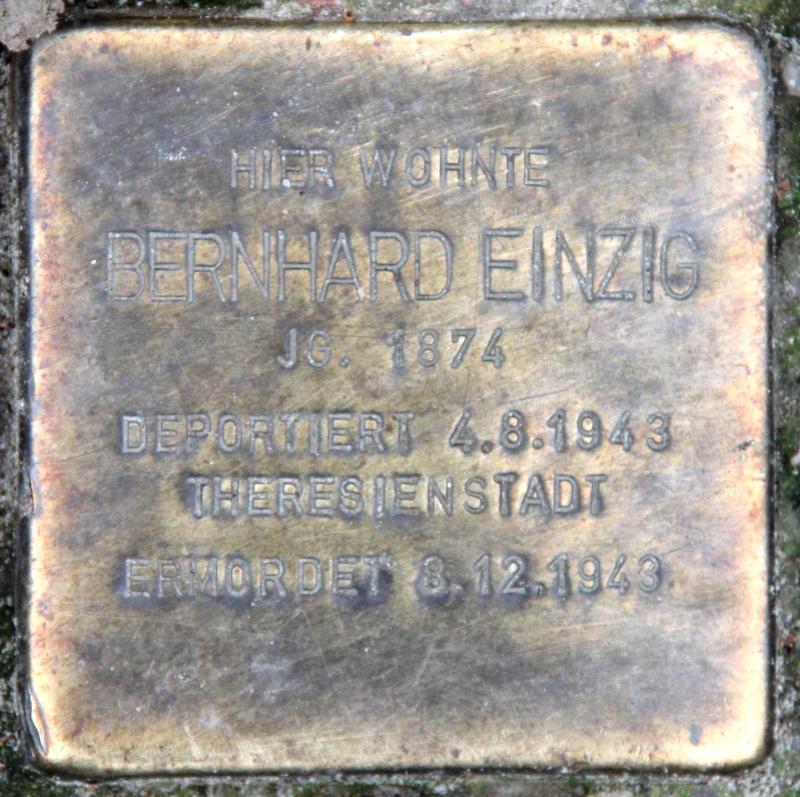 HIER WOHNTE
BERNHARD EINZIG
JG. 1874
DEPORTIERT 4.8.1943
THERESIENSTADT
ERMORDET 8.12.1943